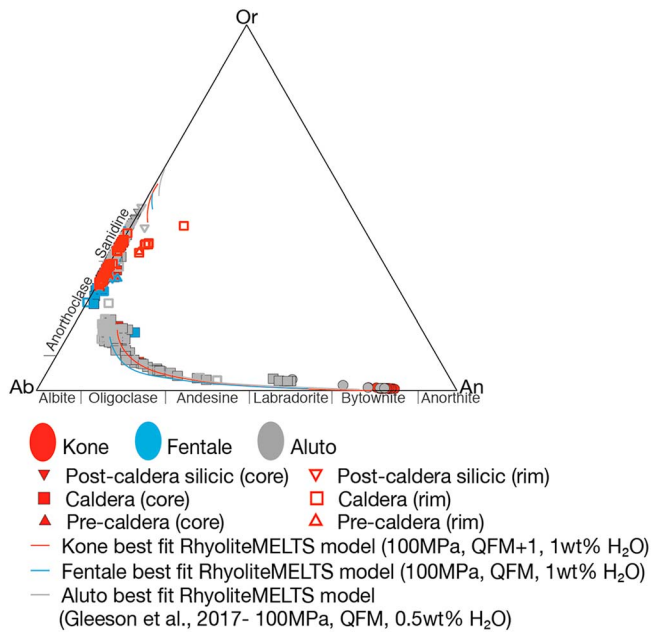 Or
Sanidine
Anorthoclase
Ab
An
Albite Oligoclase Andesine Labradorite Bytownite Anorthite
Kone Fentale Aluto
Post-caldera silicic (core) Post-caldera silicic (rim)
Caldera (core) Caldera (rim)
Pre-caldera (core) Pre-caldera (rim)
Kone best fit RhyoliteMELTS model (100MPa, QFM+1, 1wt% H₂O)
Fentale best fit RhyoliteMELTS model (100MPa, QFM, 1wt% H₂O)
Aluto best fit RhyoliteMELTS model
(Gleeson et al., 2017- 100MPa, QFM, 0.5wt% H₂O)